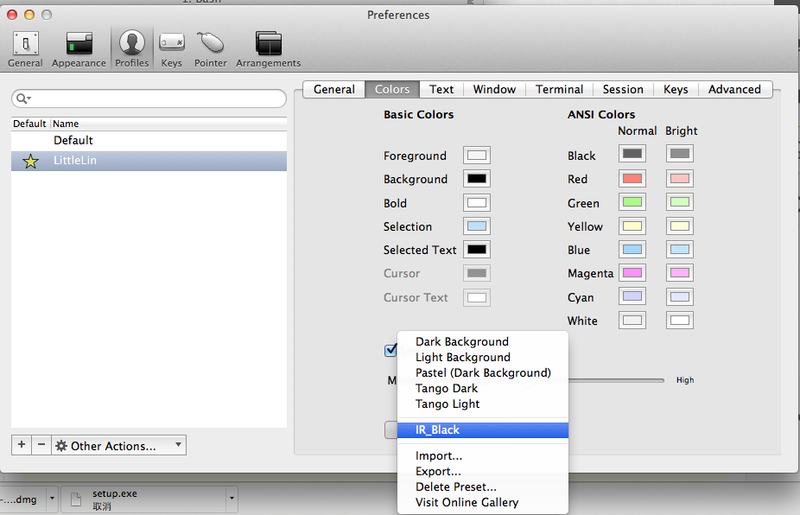 1. Bash
Preferences
General Appearance Profiles Keys Pointer Arrangements
General Colors Text Window Terminal Session Keys Advanced
Default Name
Default
LittleLin
Basic Colors
Foreground
Background
Bold
Selection
Selected Text
Cursor
Cursor Text
ANSI Colors
Normal Bright
Black
Red
Green
Yellow
Blue
Magenta
Cyan
White
M
High
Dark Background
Light Background
Pastel (Dark Background)
Tango Dark
Tango Light
IR_Black
Import...
Export...
Delete Preset...
Visit Online Gallery
+ − Other Actions...
-....dmg
setup.exe
取消